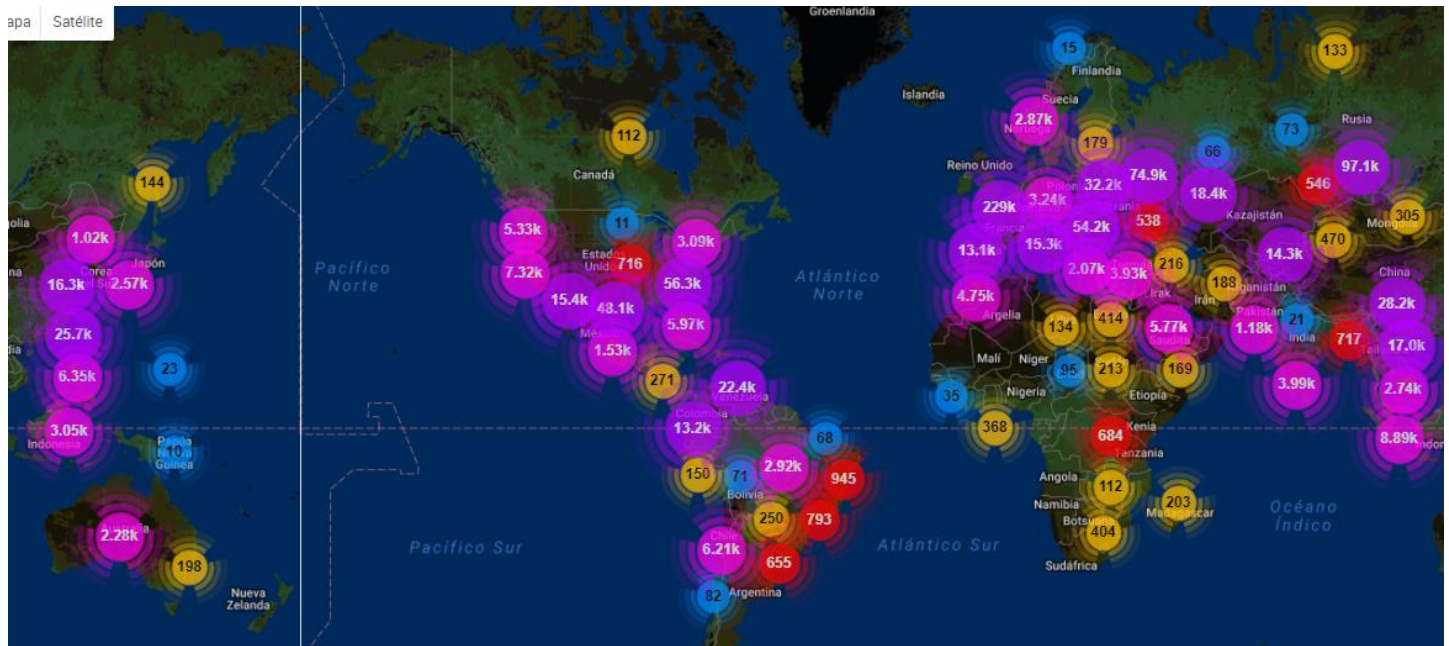 apa Satélite
Groenlandia
15
133
Finlandia
Islandia
Suecia
2.87k
Noruega
Rusia
112
73
179
66
Reino Unido
97.1k
74.9k
Canadá
144
32.2k
546
18.4k
3.24k
229k
305
11
Kazajistán
Mongolia
5.33k
538
54.2k
golia
1.02k
3.09k
470
15.3k
13.1k
14.3k
Japón
Corea
Estados
Unidos
716
216
Pacífico
Norte
7.32k
2.07k
3.93k
China
16.3k
2.57k
56.3k
Atlántico
Norte
188
Afganistán
Irak
Irán
15.4k
4.75k
28.2k
48.1k
Argelia
Pakistán
25.7k
5.97k
134
414
5.77k
Saudita
1.18k
21
India
717
17.0k
1.53k
Malí
Níger
23
6.35k
271
95
213
169
3.99k
2.74k
22.4k
Venezuela
35
Nigeria
Etiopía
Colombia
13.2k
3.05k
Indonesia
368
684
Kenia
68
8.89k
10
Papúa
Nueva
Guinea
Tanzania
2.92k
150
71
945
Angola
112
Bolivia
203
Madagascar
Namibia
Botsuana
Océano
Índico
250
793
404
Australia
2.28k
Chile
6.21k
Pacífico Sur
Atlántico Sur
655
198
Sudáfrica
Nueva
Zelanda
82
Argentina